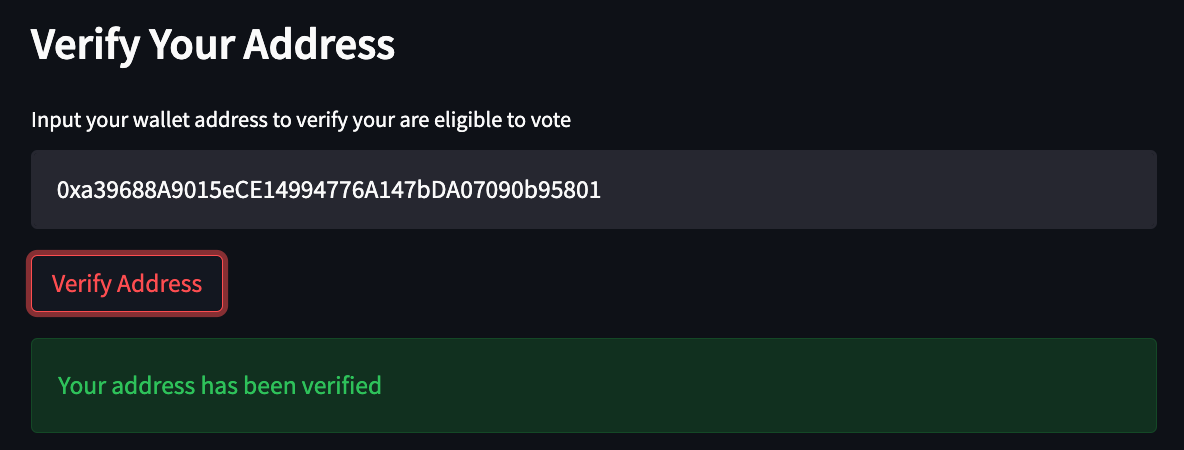 Verify Your Address
Input your wallet address to verify your are eligible to vote
0xa39688A9015eCE14994776A147bDA07090b95801
Verify Address
Your address has been verified